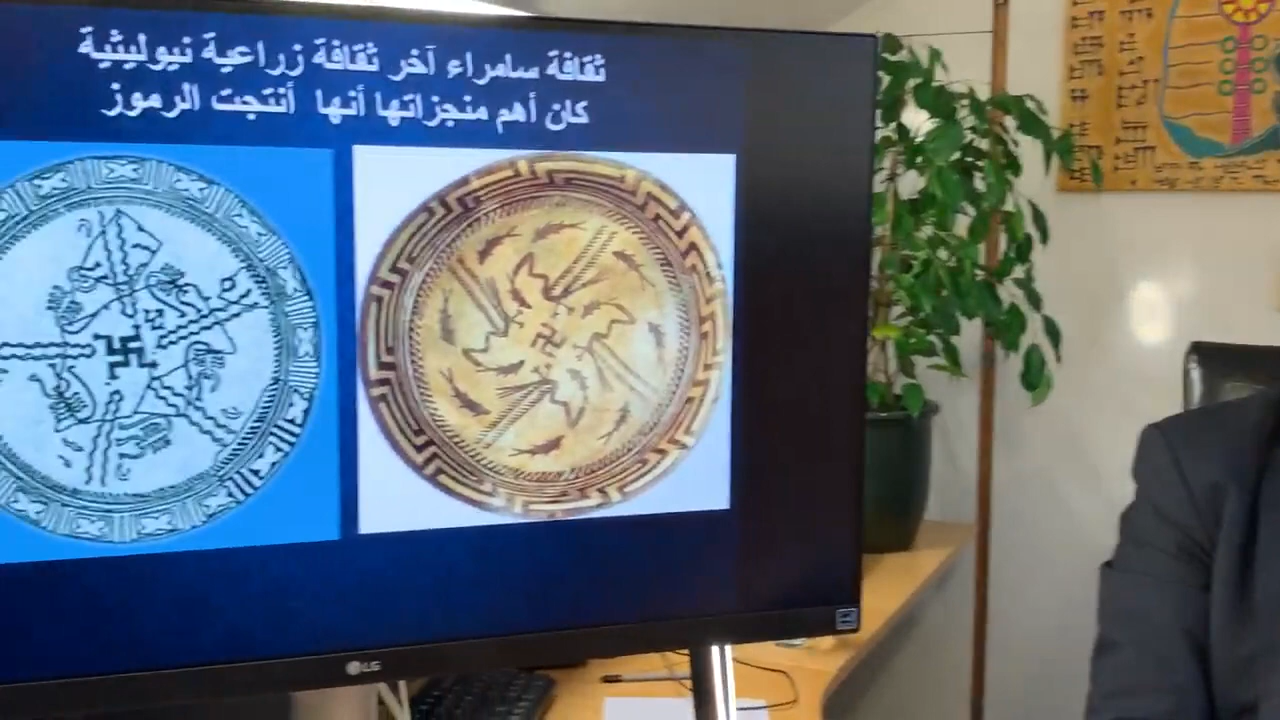 ثقافة سامراء آخر ثقافة زراعية نيوليثية
كان أهم منجزاتها أنها أنتجت الرموز
LG